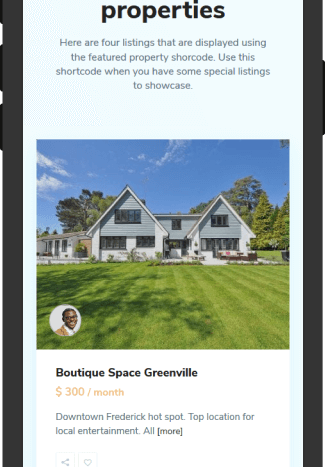 properties
Here are four listings that are displayed using
the featured property shorcode. Use this
shortcode when you have some special listings
to showcase.
Boutique Space Greenville
$ 300 / month
Downtown Frederick hot spot. Top location for
local entertainment. All [more]